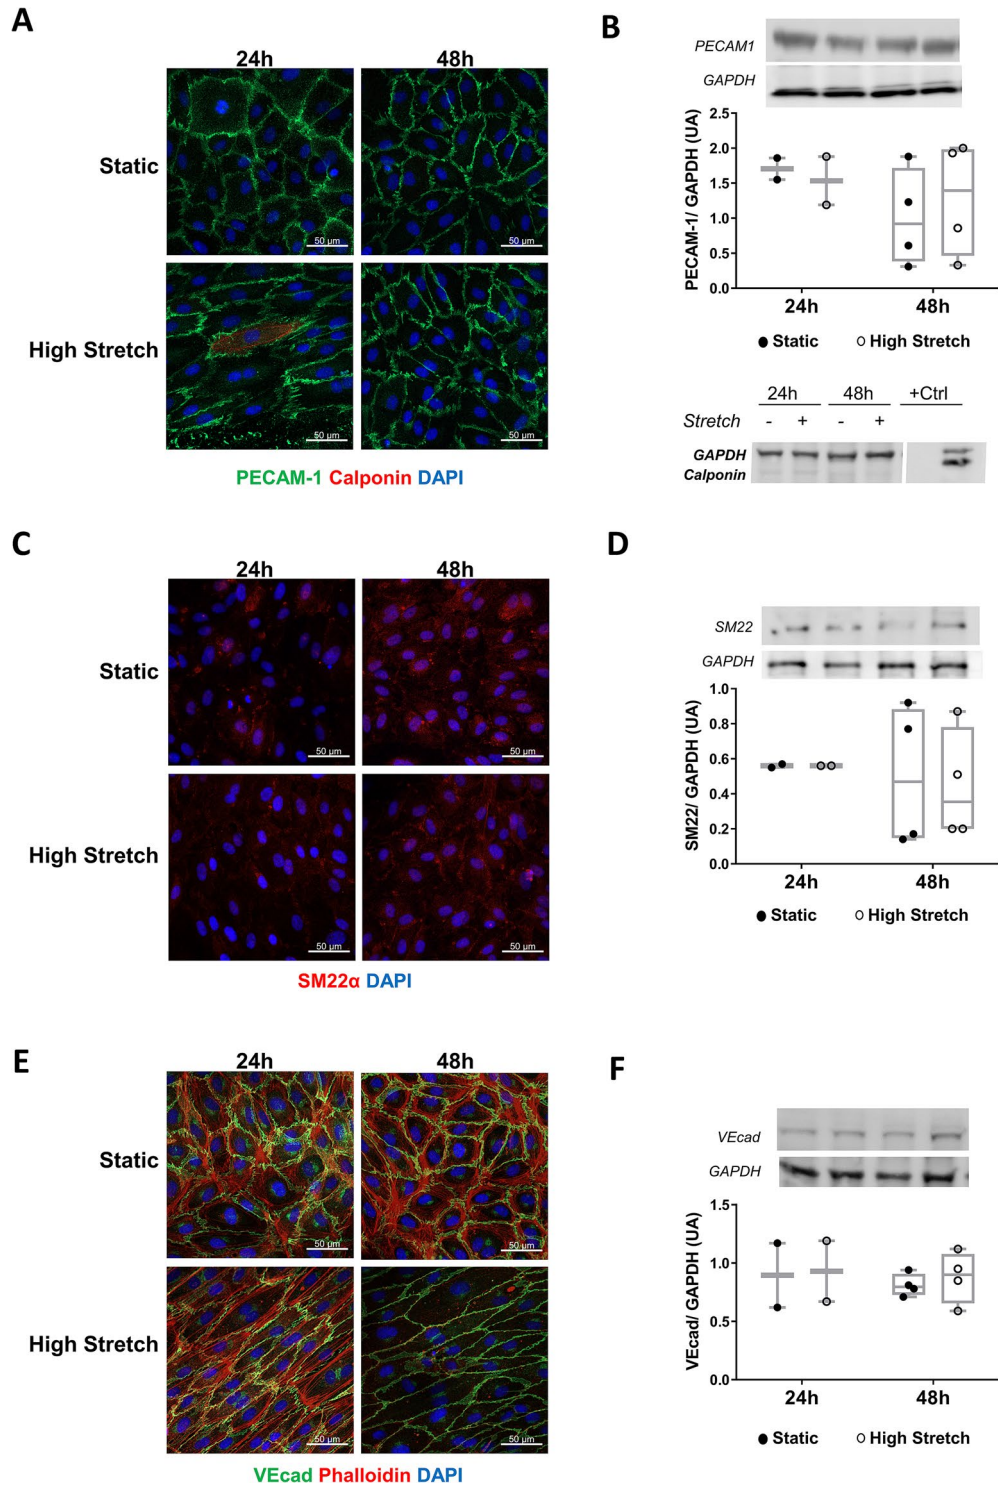 A
24h 48h
Static
50 µm 50 µm
High Stretch
50 µm 50 µm
PECAM-1 Calponin DAPI
B
PECAM1
GAPDH
PECAM-1/ GAPDH (UA)
2.5
2.0
1.5
1.0
0.5
0.0
24h 48h
Static High Stretch
24h 48h +Ctrl
Stretch - + - +
GAPDH
Calponin
C
24h 48h
Static
50 µm 50 µm
High Stretch
50 µm 50 µm
SM22α DAPI
D
SM22
GAPDH
SM22/ GAPDH (UA)
1.0
0.8
0.6
0.4
0.2
0.0
24h 48h
Static High Stretch
E
24h 48h
Static
50 µm 50 µm
High Stretch
50 µm 50 µm
VEcad Phalloidin DAPI
F
VEcad
GAPDH
VEcad/ GAPDH (UA)
1.5
1.0
0.5
0.0
24h 48h
Static High Stretch